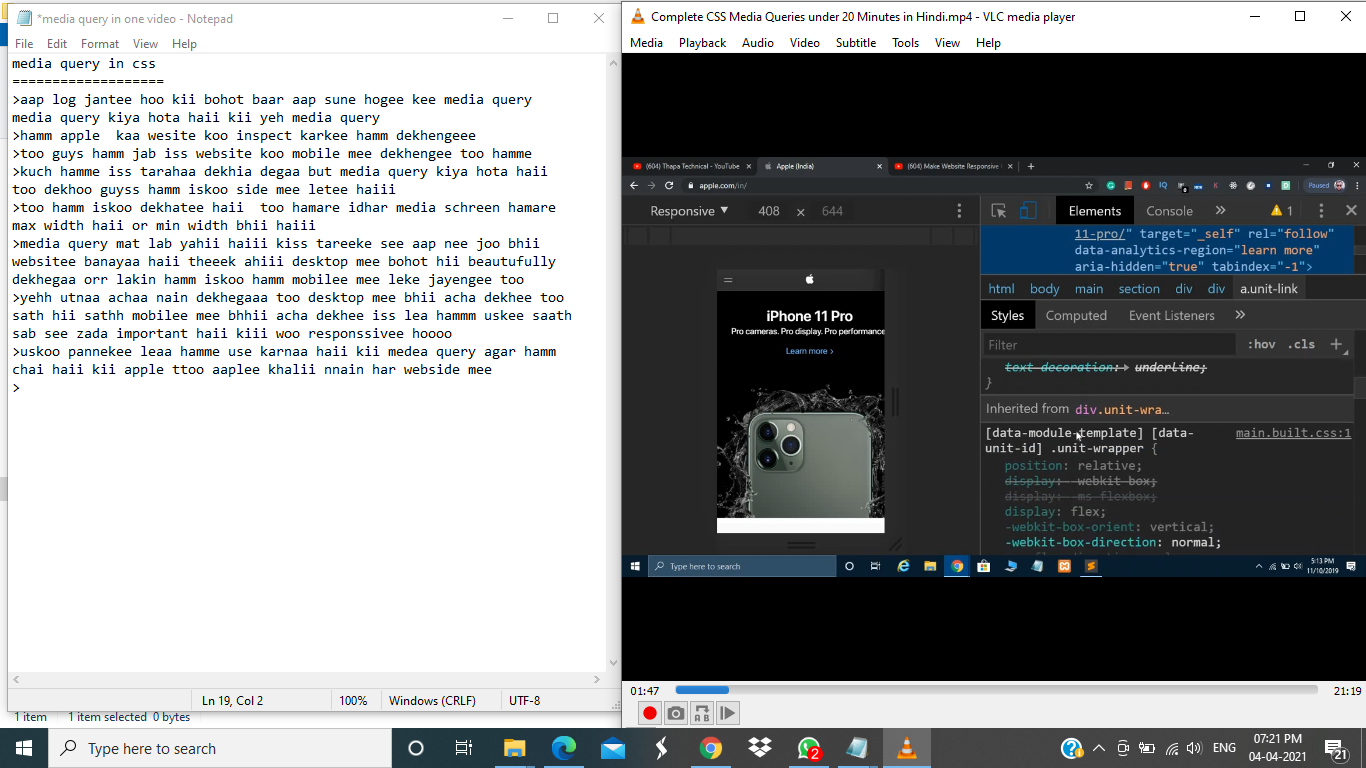 *media query in one video - Notepad
File Edit Format View Help
media query in css
===================
>aap log jantee hoo kii bohot baar aap sune hogee kee media query
media query kiya hota haii kii yeh media query
>hamm apple  kaa wesite koo inspect karkee hamm dekhengeee
>too guys hamm jab iss website koo mobile mee dekhengee too hamme
>kuch hamme iss tarahaa dekhia degaa but media query kiya hota haii
too dekhoo guyss hamm iskoo side mee letee haiii
>too hamm iskoo dekhatee haii  too hamare idhar media schreen hamare
max width haii or min width bhii haiii
>media query mat lab yahii haiii kiss tareeke see aap nee joo bhii
websitee banayaa haii theeek ahiii desktop mee bohot hii beautufully
dekhegaa orr lakin hamm iskoo hamm mobilee mee leke jayengee too
>yehh utnaa achaa nain dekhegaaa too desktop mee bhii acha dekhee too
sath hii sathh mobilee mee bhhii acha dekhee iss lea hammm uskee saath
sab see zada important haii kiii woo responssivee hoooo
>uskoo pannekee leaa hamme use karnaa haii kii medea query agar hamm
chai haii kii apple ttoo aaplee khalii nnain har webside mee
>
Ln 19, Col 2 100% Windows (CRLF) UTF-8
1 item 1 item selected 0 bytes
Complete CSS Media Queries under 20 Minutes in Hindi.mp4 - VLC media player
Media Playback Audio Video Subtitle Tools View Help
(604) Thapa Technical - YouTube Apple (India) (604) Make Website Responsive
apple.com/in/ Paused
Responsive 408 x 644
Elements Console 1
11-pro/" target="_self" rel="follow"
data-analytics-region="learn more"
aria-hidden="true" tabindex="-1">
html body main section div div a.unit-link
Styles Computed Event Listeners
Filter :hov .cls +
text-decoration: underline;
}
Inherited from div.unit-wra…
[data-module-template] [data- main.built.css:1
unit-id] .unit-wrapper {
position: relative;
display: -webkit-box;
display: -ms-flexbox;
display: flex;
-webkit-box-orient: vertical;
-webkit-box-direction: normal;
iPhone 11 Pro
Pro cameras. Pro display. Pro performance
Learn more >
Type here to search
5:13 PM
11/10/2019
01:47 21:19
Type here to search
2
ENG
07:21 PM
04-04-2021
21